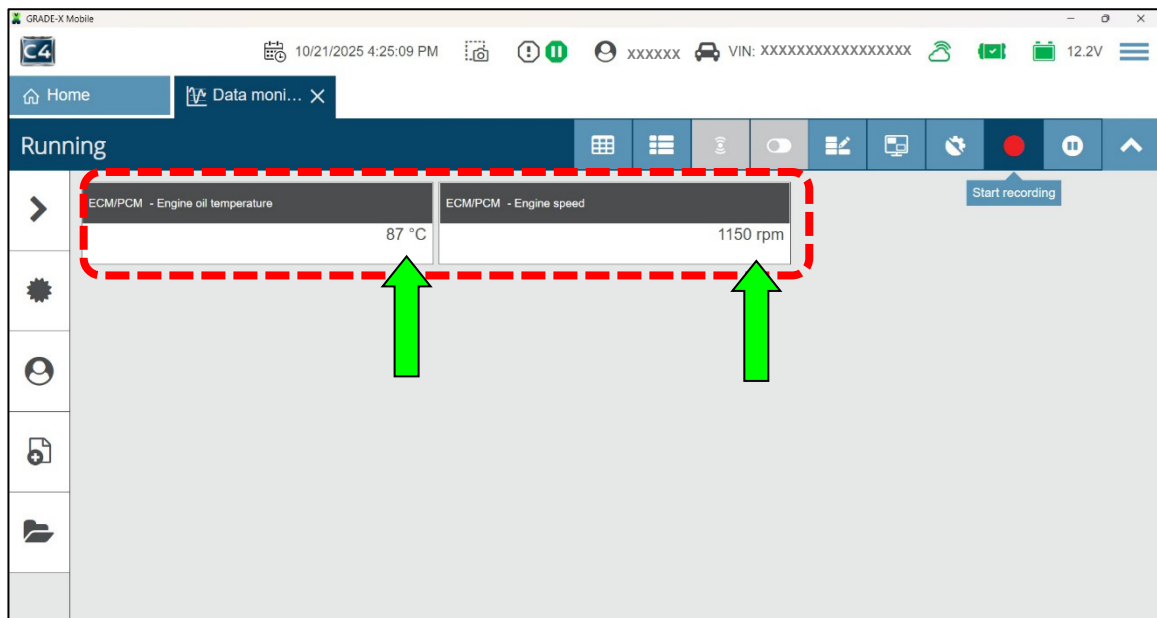 GRADE-X Mobile
C4
10/21/2025 4:25:09 PM
xxxxxx
VIN: xxxxxxxxxxxxxxxxx
12.2V
Home
Data moni...
Running
Start recording
ECM/PCM - Engine oil temperature
87 °C
ECM/PCM - Engine speed
1150 rpm